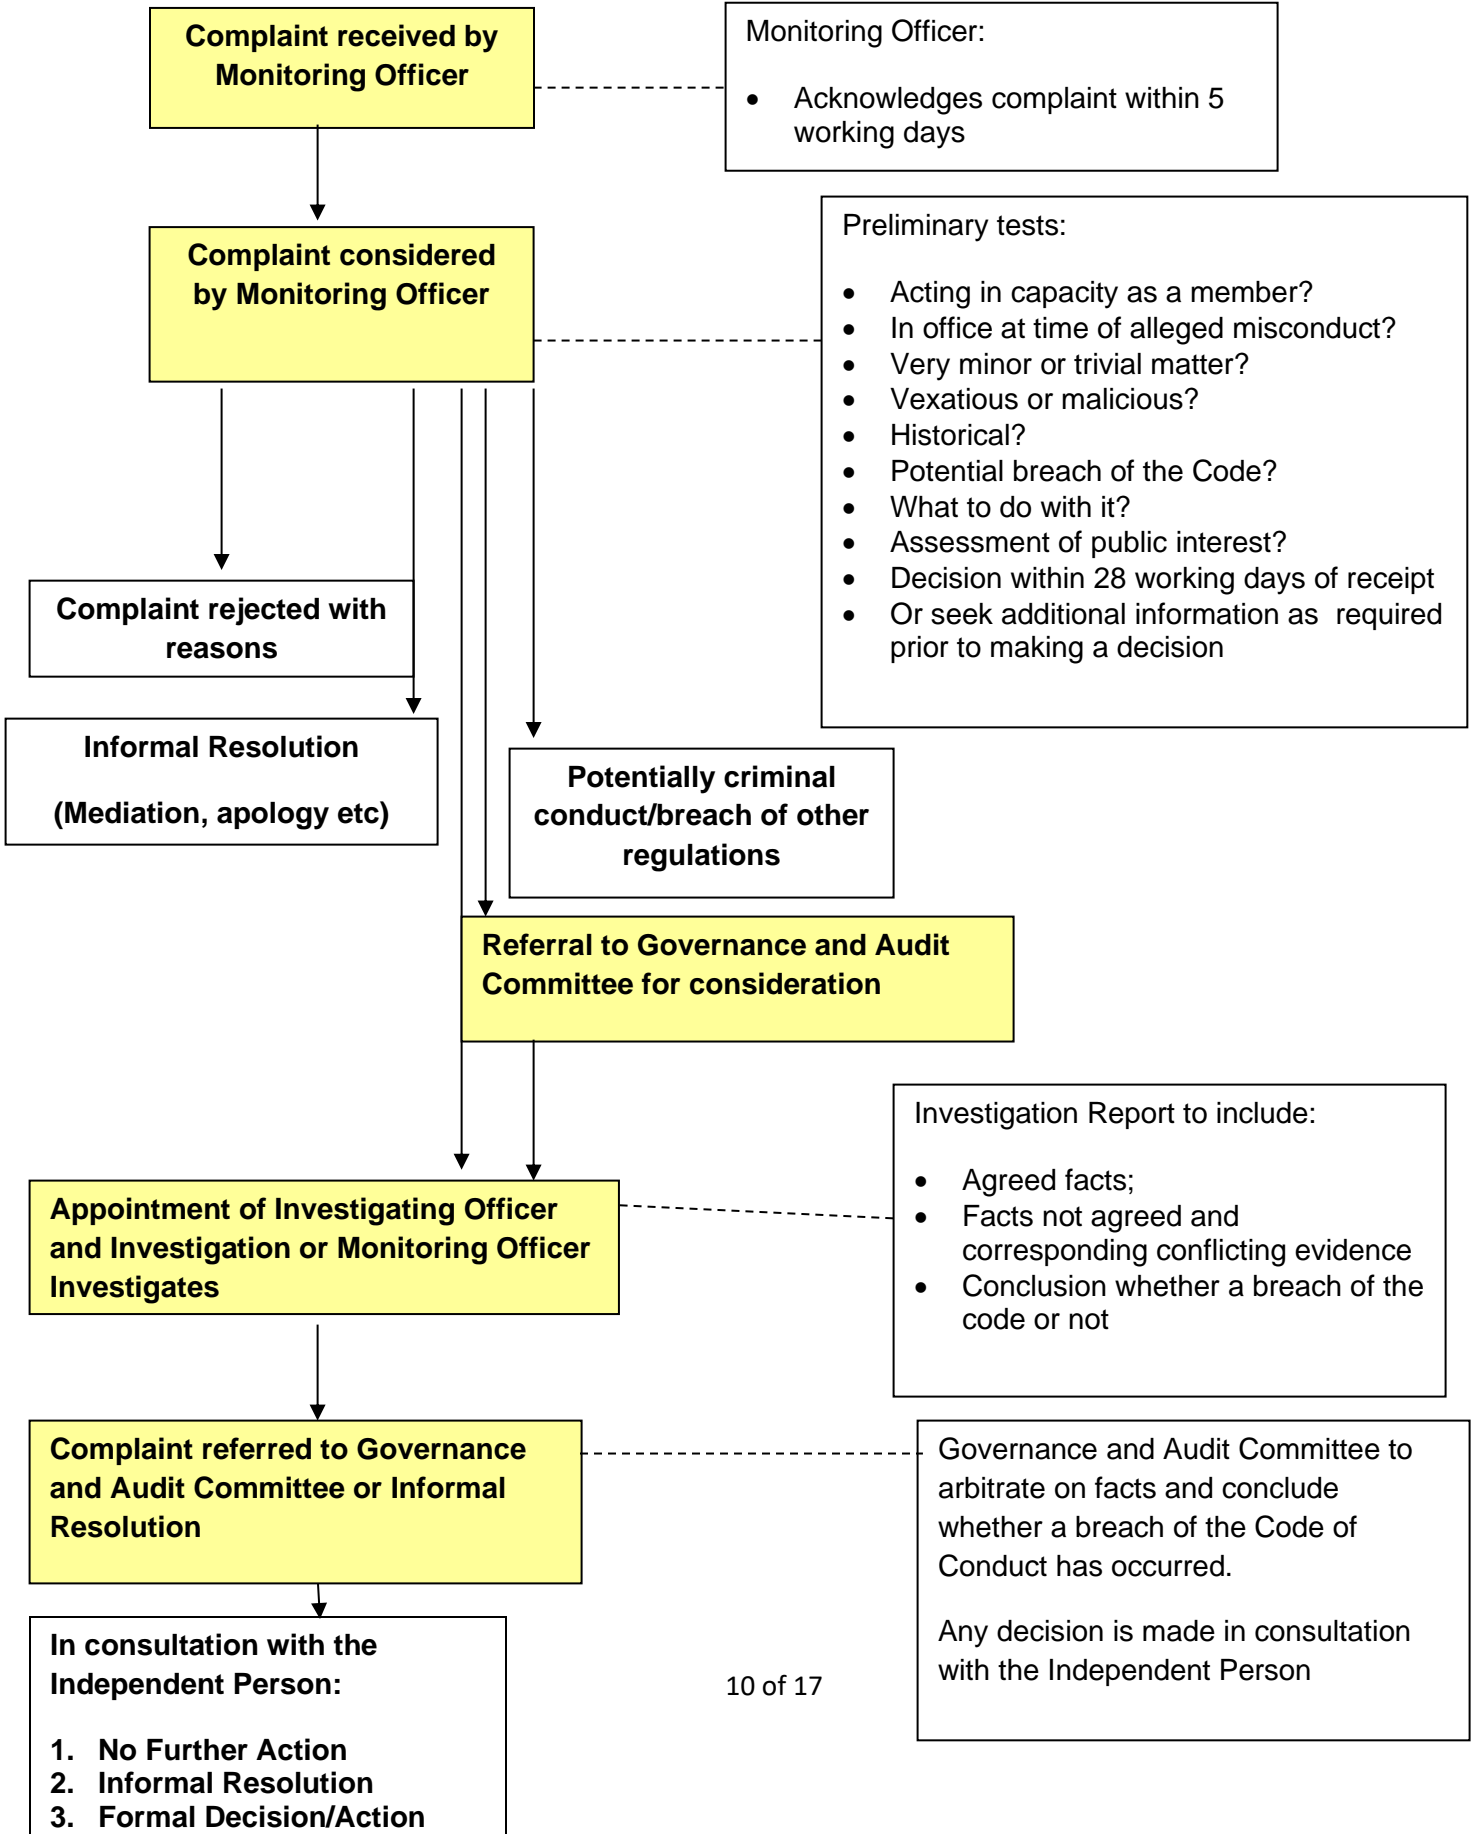 Complaint received by
Monitoring Officer
Monitoring Officer:
• Acknowledges complaint within 5
working days
Complaint considered
by Monitoring Officer
Preliminary tests:
• Acting in capacity as a member?
• In office at time of alleged misconduct?
• Very minor or trivial matter?
• Vexatious or malicious?
• Historical?
• Potential breach of the Code?
• What to do with it?
• Assessment of public interest?
• Decision within 28 working days of receipt
• Or seek additional information as  required
prior to making a decision
Complaint rejected with
reasons
Informal Resolution
(Mediation, apology etc)
Potentially criminal
conduct/breach of other
regulations
Referral to Governance and Audit
Committee for consideration
Appointment of Investigating Officer
and Investigation or Monitoring Officer
Investigates
Investigation Report to include:
• Agreed facts;
• Facts not agreed and
corresponding conflicting evidence
• Conclusion whether a breach of the
code or not
Complaint referred to Governance
and Audit Committee or Informal
Resolution
Governance and Audit Committee to
arbitrate on facts and conclude
whether a breach of the Code of
Conduct has occurred.
Any decision is made in consultation
with the Independent Person
In consultation with the
Independent Person:
1. No Further Action
2. Informal Resolution
3. Formal Decision/Action
10 of 17